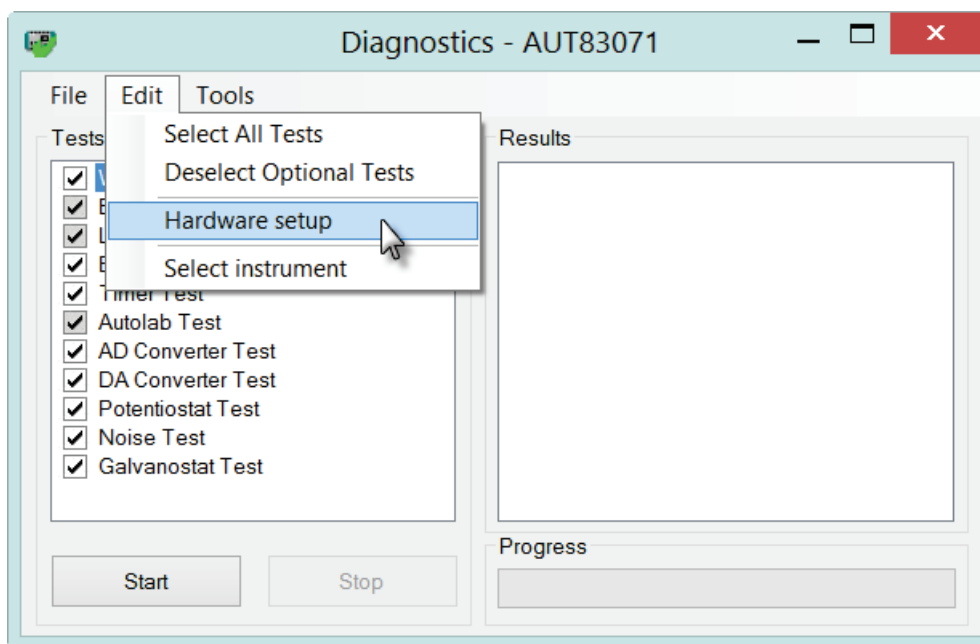 Diagnostics - AUT83071
File Edit Tools
Tests
Select All Tests
Deselect Optional Tests
Hardware setup
Select instrument
Timer Test
Autolab Test
AD Converter Test
DA Converter Test
Potentiostat Test
Noise Test
Galvanostat Test
Start Stop
Results
Progress